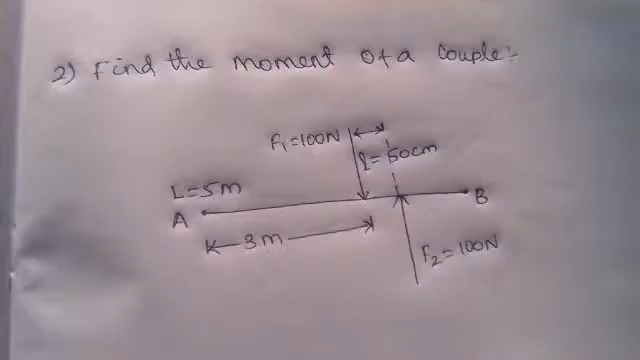 2) Find the moment of a couple:-
F1=100N
l=50cm
L=5m
A
B
3m
F2=100N